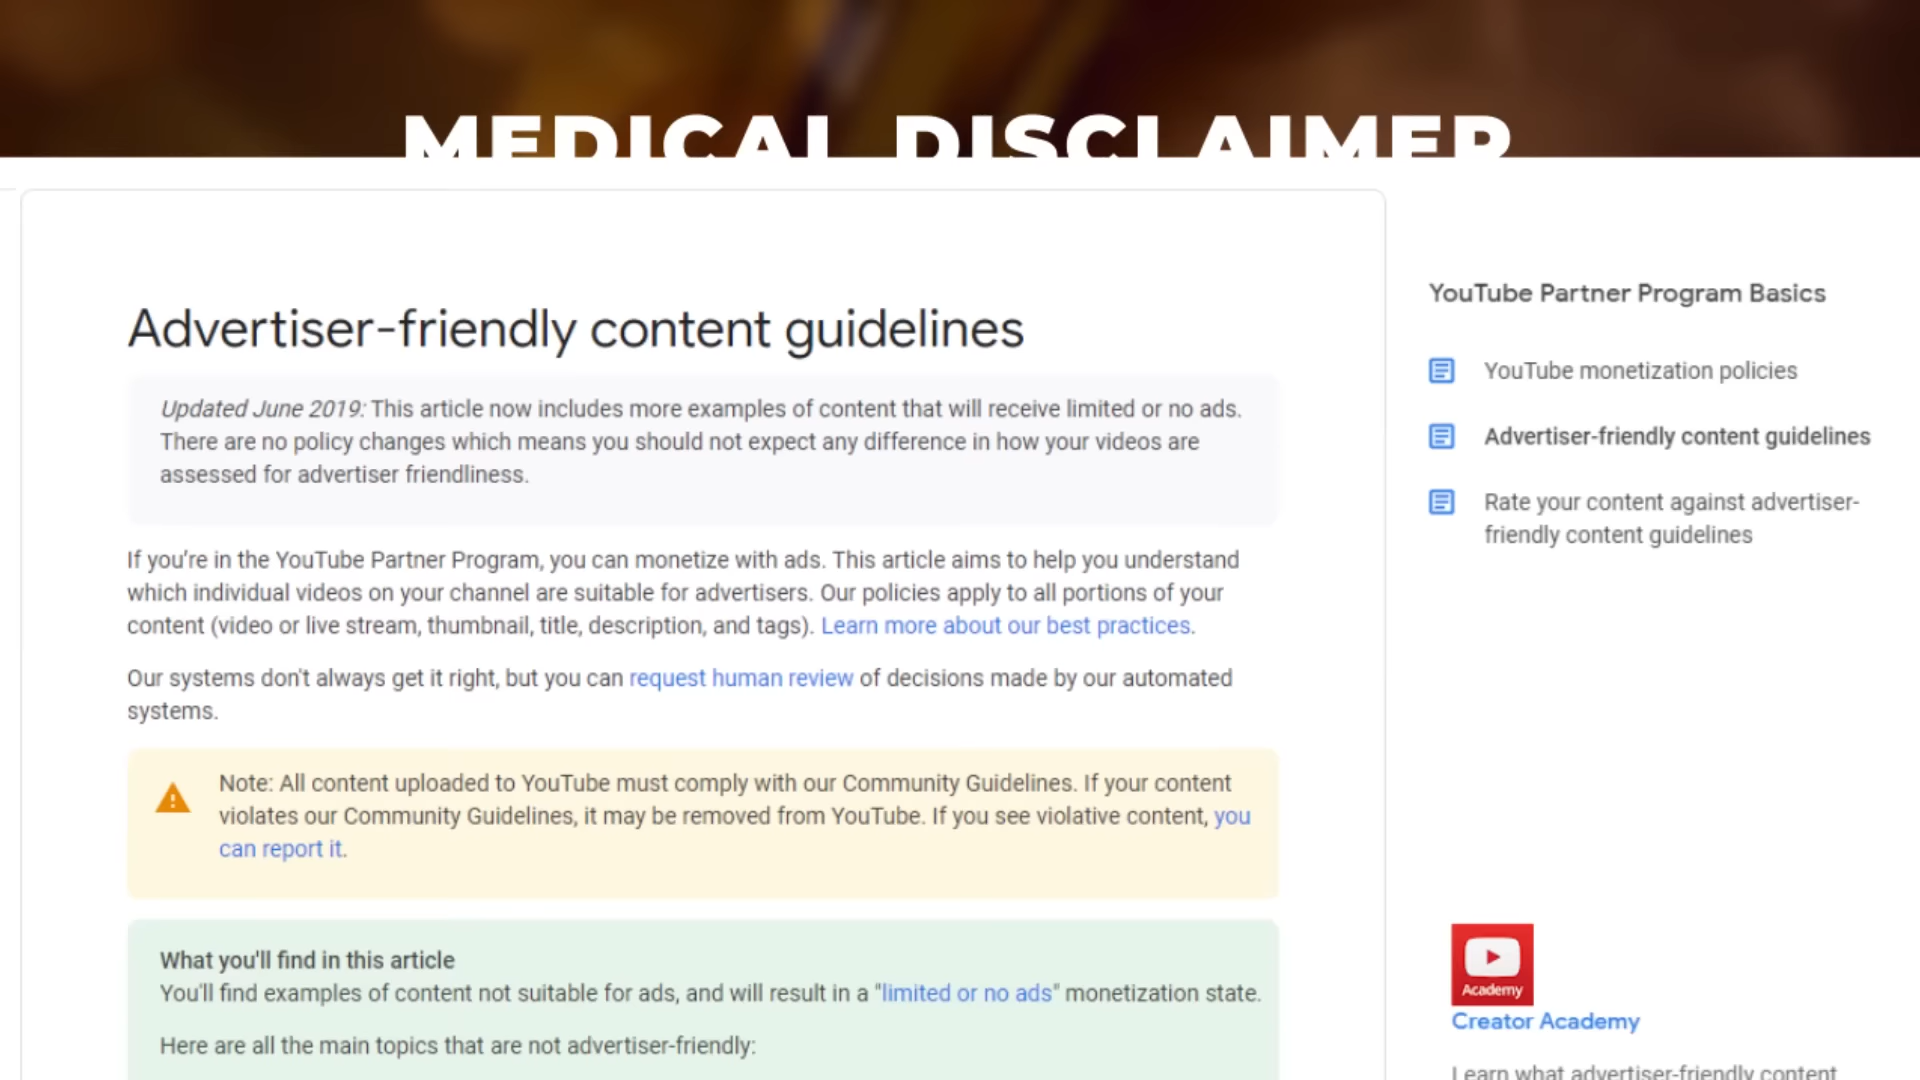 MEDICAL DISCLAIMER
Advertiser-friendly content guidelines
Updated June 2019: This article now includes more examples of content that will receive limited or no ads.
There are no policy changes which means you should not expect any difference in how your videos are
assessed for advertiser friendliness.
If you're in the YouTube Partner Program, you can monetize with ads. This article aims to help you understand
which individual videos on your channel are suitable for advertisers. Our policies apply to all portions of your
content (video or live stream, thumbnail, title, description, and tags). Learn more about our best practices.
Our systems don't always get it right, but you can request human review of decisions made by our automated
systems.
Note: All content uploaded to YouTube must comply with our Community Guidelines. If your content
violates our Community Guidelines, it may be removed from YouTube. If you see violative content, you
can report it.
What you'll find in this article
You'll find examples of content not suitable for ads, and will result in a "limited or no ads" monetization state.
Here are all the main topics that are not advertiser-friendly:
YouTube Partner Program Basics
YouTube monetization policies
Advertiser-friendly content guidelines
Rate your content against advertiser-
friendly content guidelines
Academy
Creator Academy
Learn what advertiser-friendly content